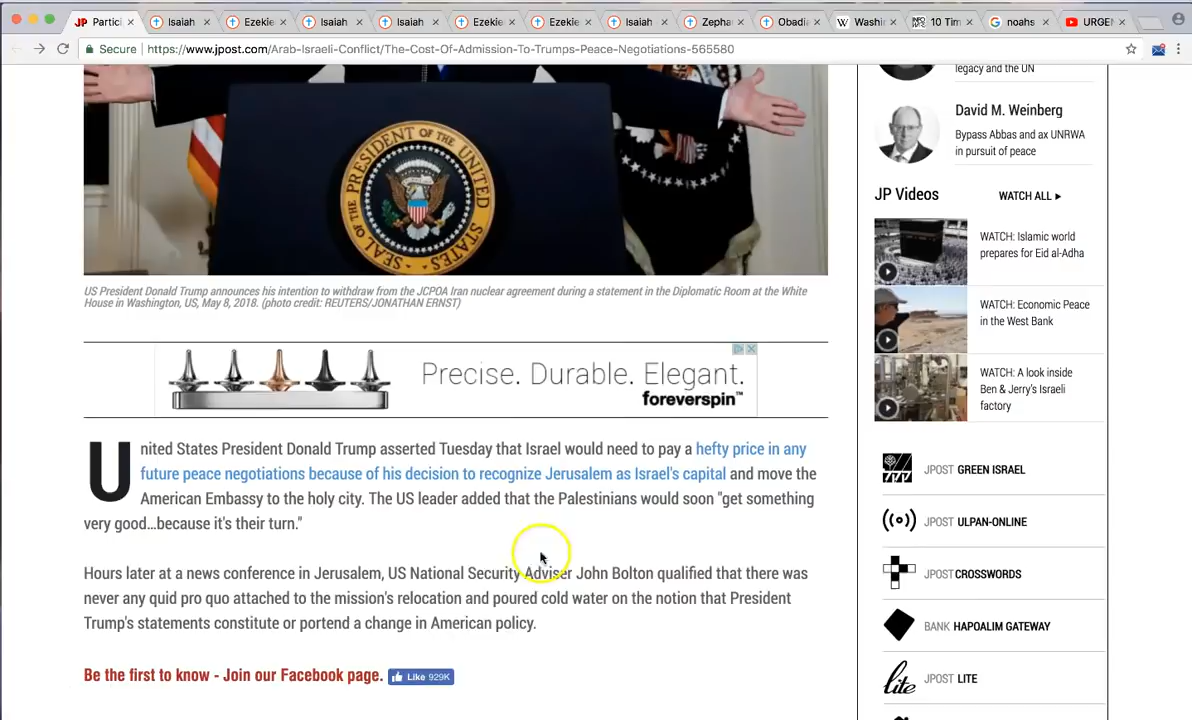 JP Partici
Isaiah
Ezekie
Isaiah
Isaiah
Ezekie
Ezekie
Isaiah
Zepha
Obadi
W Washin
10 Tim
G noahs
URGEN
Secure
https://www.jpost.com/Arab-Israeli-Conflict/The-Cost-Of-Admission-To-Trumps-Peace-Negotiations-565580
SEAL OF THE PRESIDENT OF THE UNITED STATES
US President Donald Trump announces his intention to withdraw from the JCPOA Iran nuclear agreement during a statement in the Diplomatic Room at the White
House in Washington, US, May 8, 2018. (photo credit: REUTERS/JONATHAN ERNST)
Precise. Durable. Elegant.
foreverspin™
United States President Donald Trump asserted Tuesday that Israel would need to pay a hefty price in any
future peace negotiations because of his decision to recognize Jerusalem as Israel's capital and move the
American Embassy to the holy city. The US leader added that the Palestinians would soon "get something
very good...because it's their turn."
Hours later at a news conference in Jerusalem, US National Security Adviser John Bolton qualified that there was
never any quid pro quo attached to the mission's relocation and poured cold water on the notion that President
Trump's statements constitute or portend a change in American policy.
Be the first to know - Join our Facebook page.
Like 929K
legacy and the UN
David M. Weinberg
Bypass Abbas and ax UNRWA
in pursuit of peace
JP Videos
WATCH ALL
WATCH: Islamic world
prepares for Eid al-Adha
WATCH: Economic Peace
in the West Bank
WATCH: A look inside
Ben & Jerry's Israeli
factory
JPOST GREEN ISRAEL
JPOST ULPAN-ONLINE
JPOST CROSSWORDS
BANK HAPOALIM GATEWAY
lite JPOST LITE